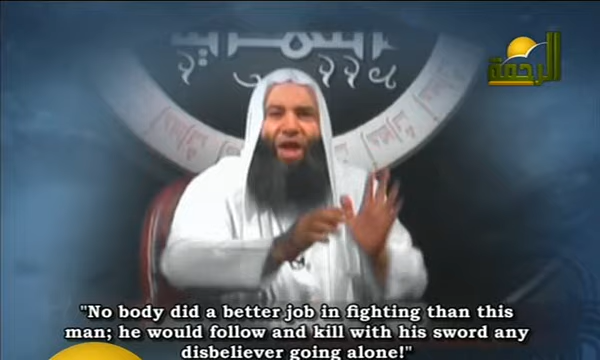 الرحمة
"No body did a better job in fighting than this
man; he would follow and kill with his sword any
disbeliever going alone!"